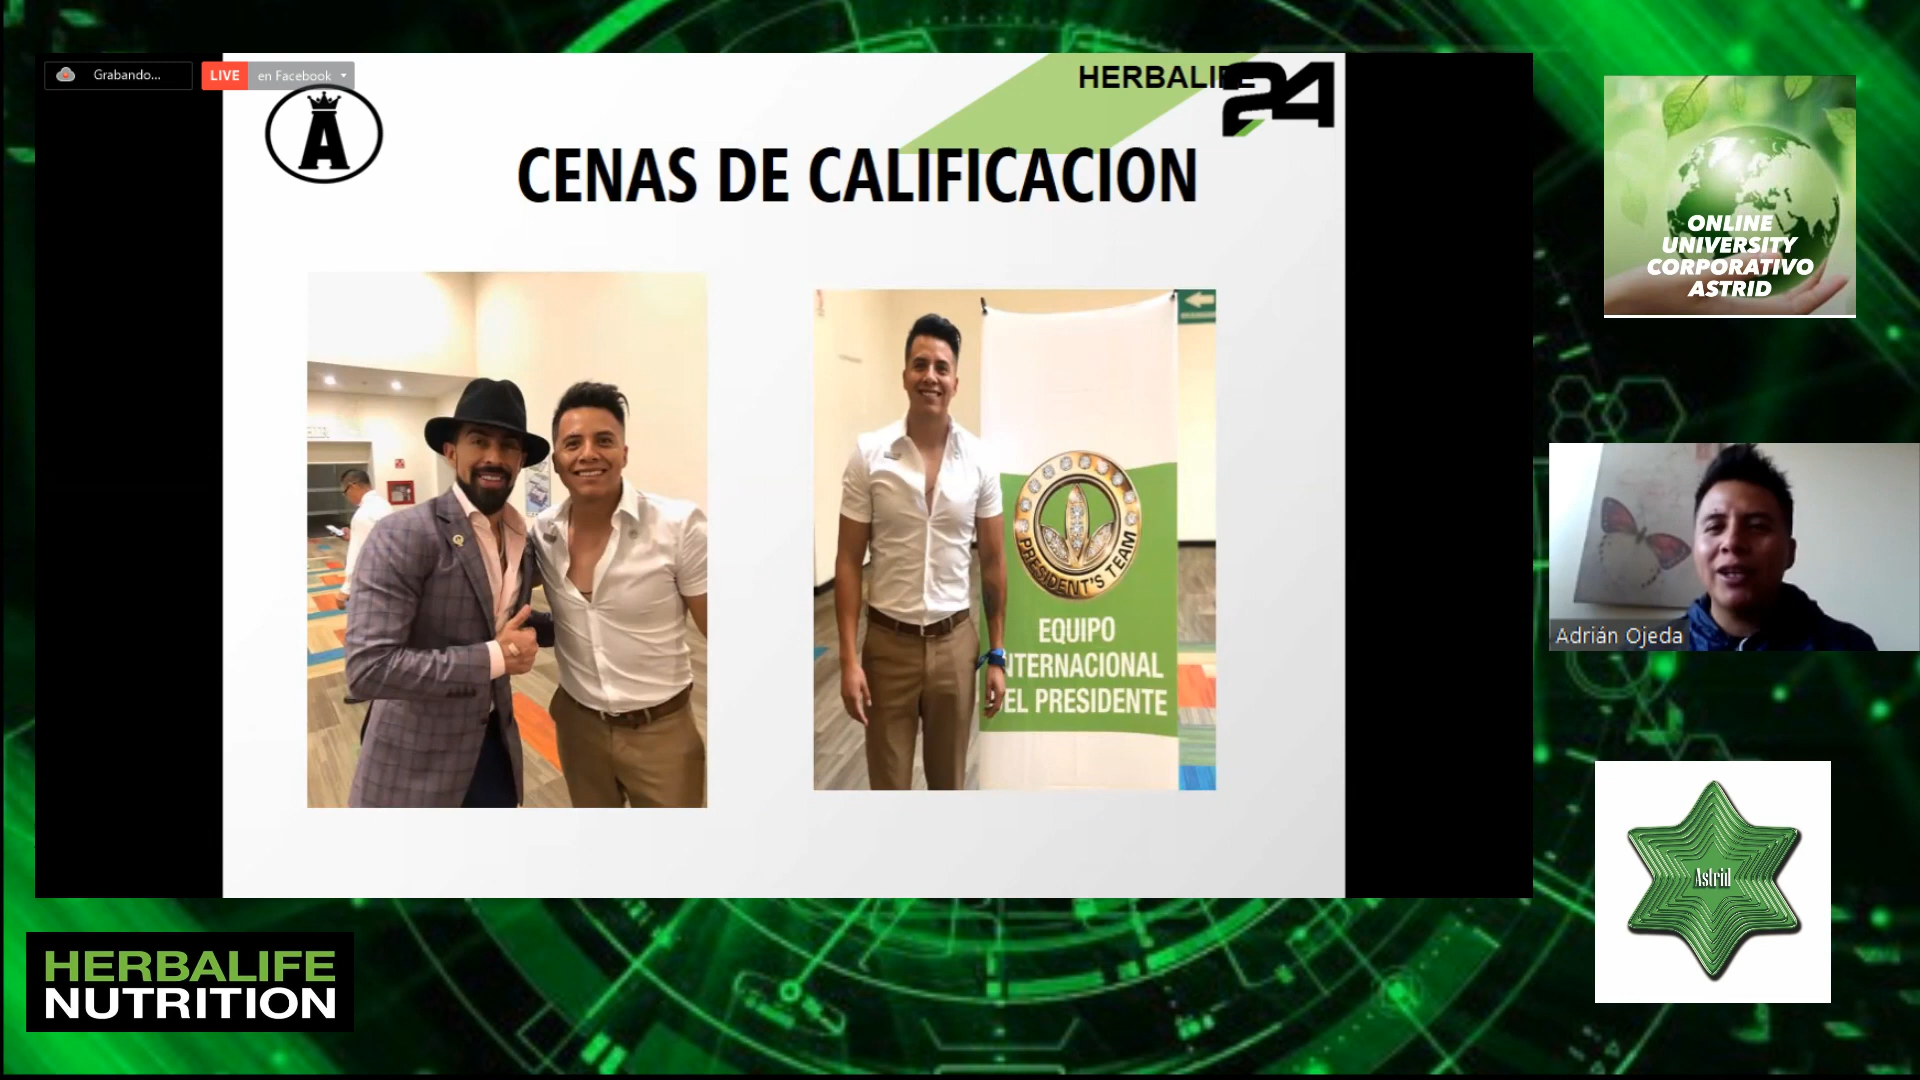 Grabando...
LIVE en Facebook
A
HERBALIFE
24
CENAS DE CALIFICACION
PRESIDENT'S TEAM
EQUIPO
NTERNACIONAL
EL PRESIDENTE
ONLINE
UNIVERSITY
CORPORATIVO
ASTRID
Adrián Ojeda
Astrid
HERBALIFE
NUTRITION